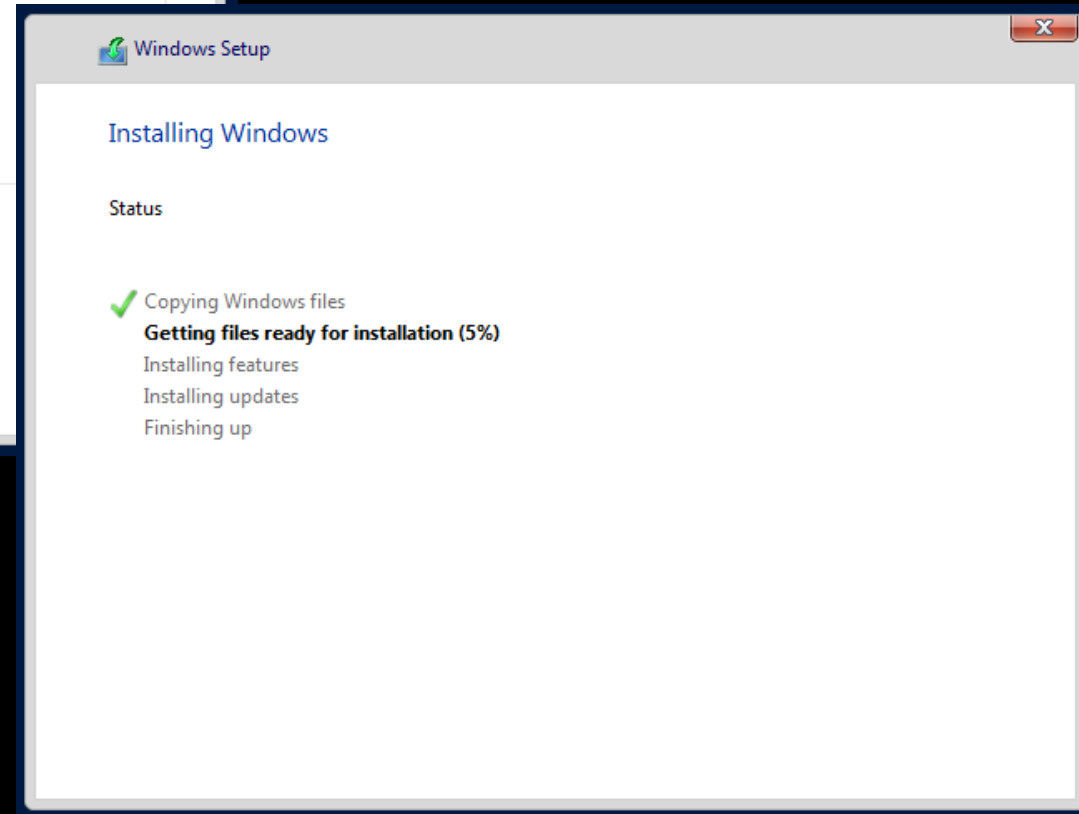 Windows Setup
Installing Windows
Status
Copying Windows files
Getting files ready for installation (5%)
Installing features
Installing updates
Finishing up